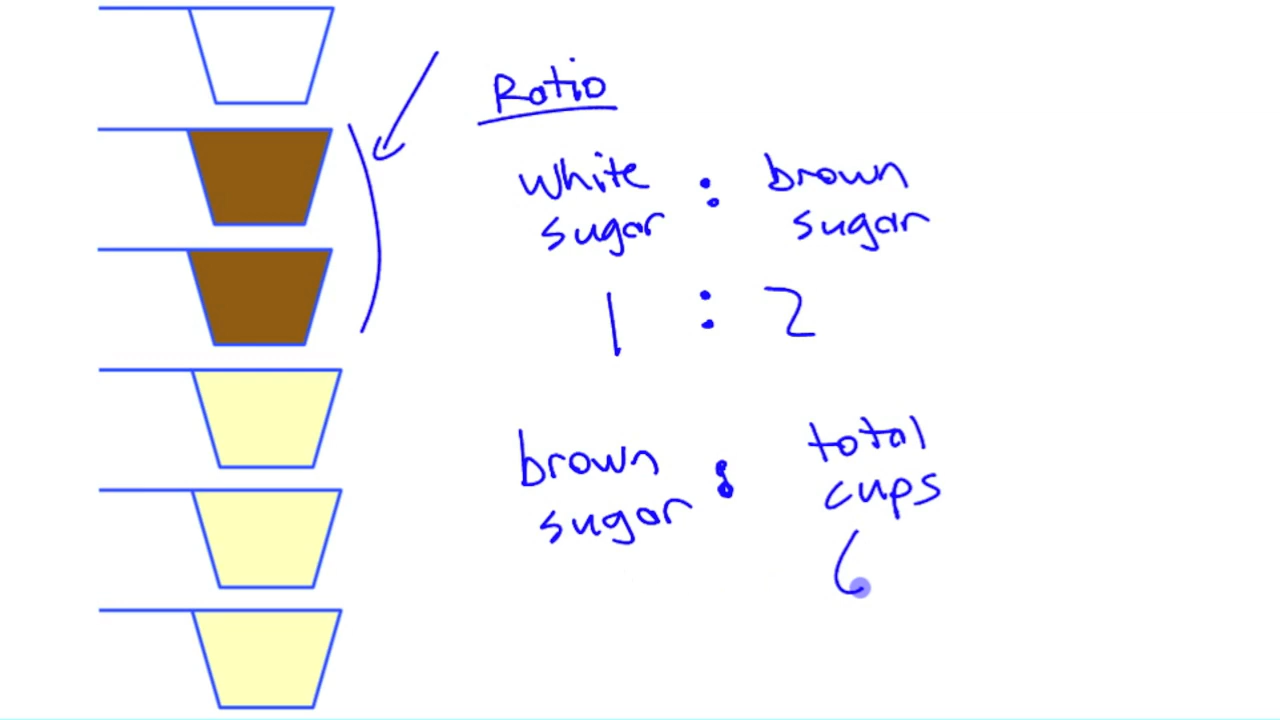 Ratio
white : brown
sugar sugar
1 : 2
brown : total
sugar cups
6